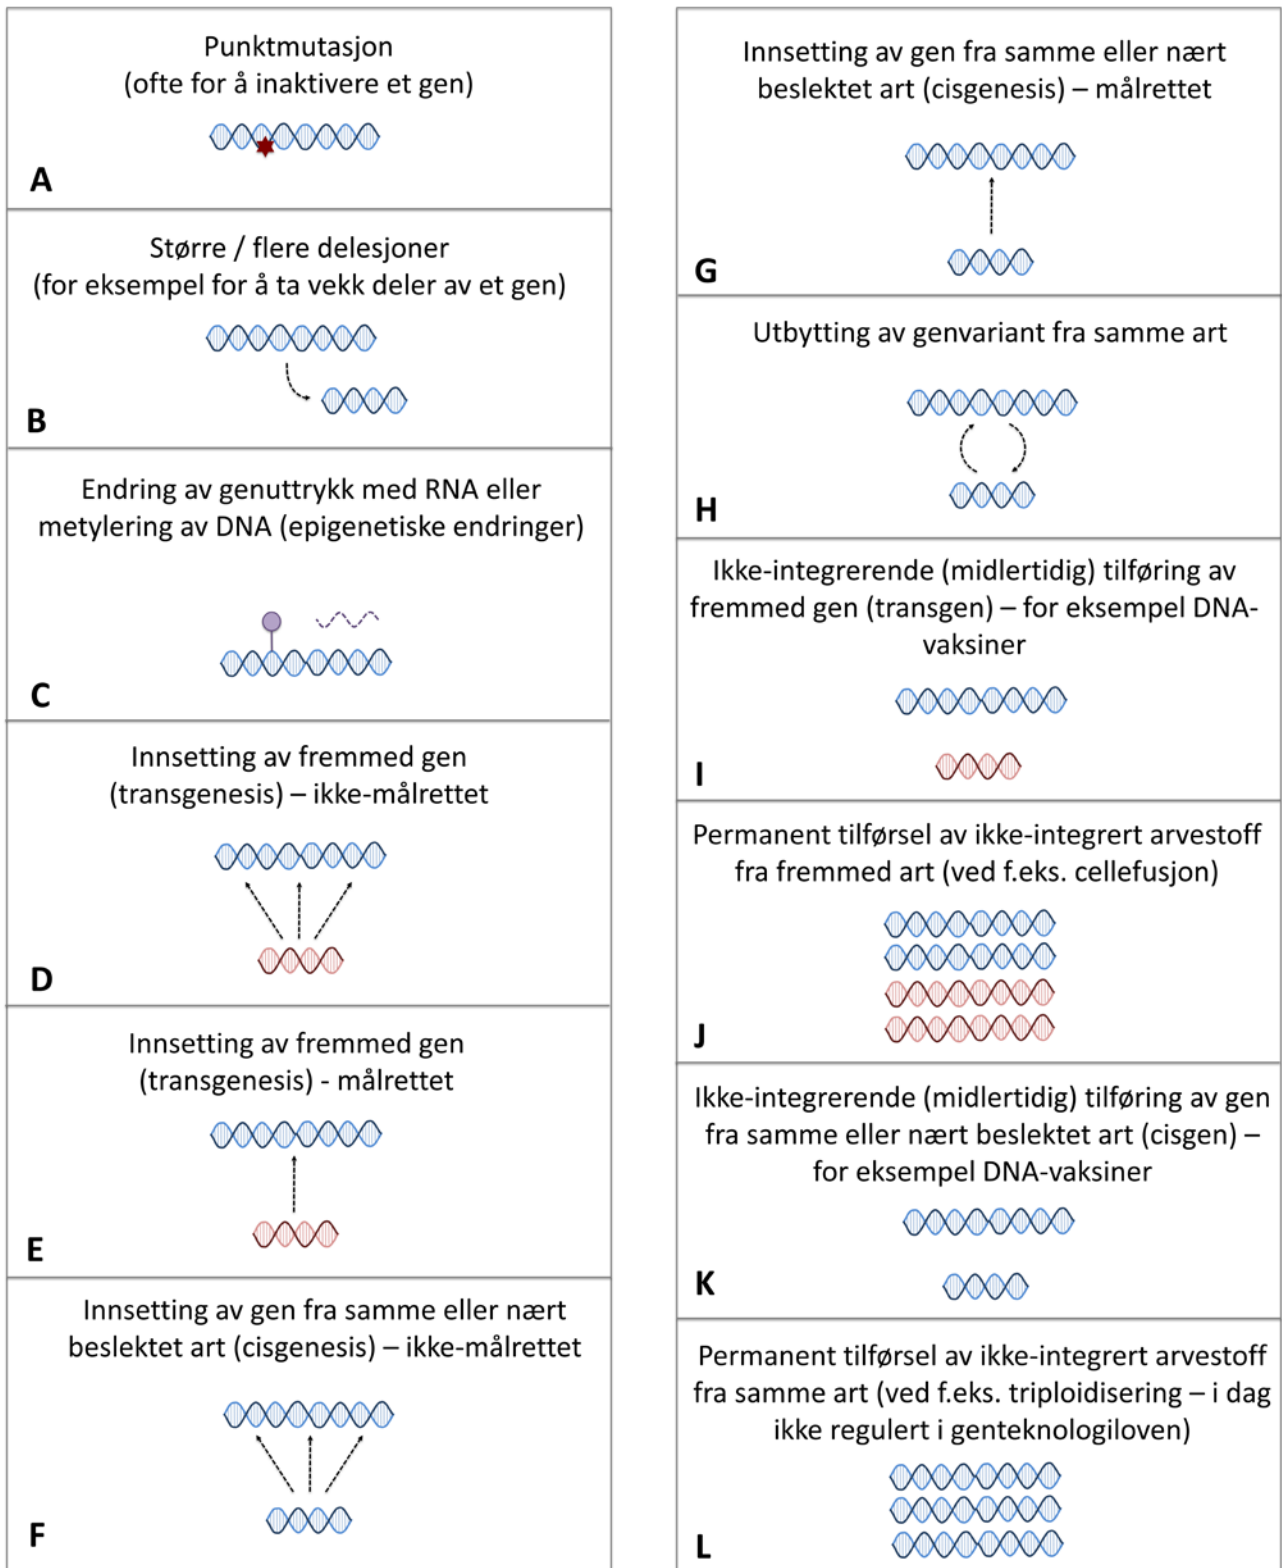 Punktmutasjon
(ofte for å inaktivere et gen)
A
Større / flere delesjoner
(for eksempel for å ta vekk deler av et gen)
B
Endring av genuttrykk med RNA eller
metylering av DNA (epigenetiske endringer)
C
Innsetting av fremmed gen
(transgenesis) – ikke-målrettet
D
Innsetting av fremmed gen
(transgenesis) - målrettet
E
Innsetting av gen fra samme eller nært
beslektet art (cisgenesis) – ikke-målrettet
F
Innsetting av gen fra samme eller nært
beslektet art (cisgenesis) – målrettet
G
Utbytting av genvariant fra samme art
H
Ikke-integrerende (midlertidig) tilføring av
fremmed gen (transgen) – for eksempel DNA-
vaksiner
I
Permanent tilførsel av ikke-integrert arvestoff
fra fremmed art (ved f.eks. cellefusjon)
J
Ikke-integrerende (midlertidig) tilføring av gen
fra samme eller nært beslektet art (cisgen) –
for eksempel DNA-vaksiner
K
Permanent tilførsel av ikke-integrert arvestoff
fra samme art (ved f.eks. triploidisering – i dag
ikke regulert i genteknologiloven)
L